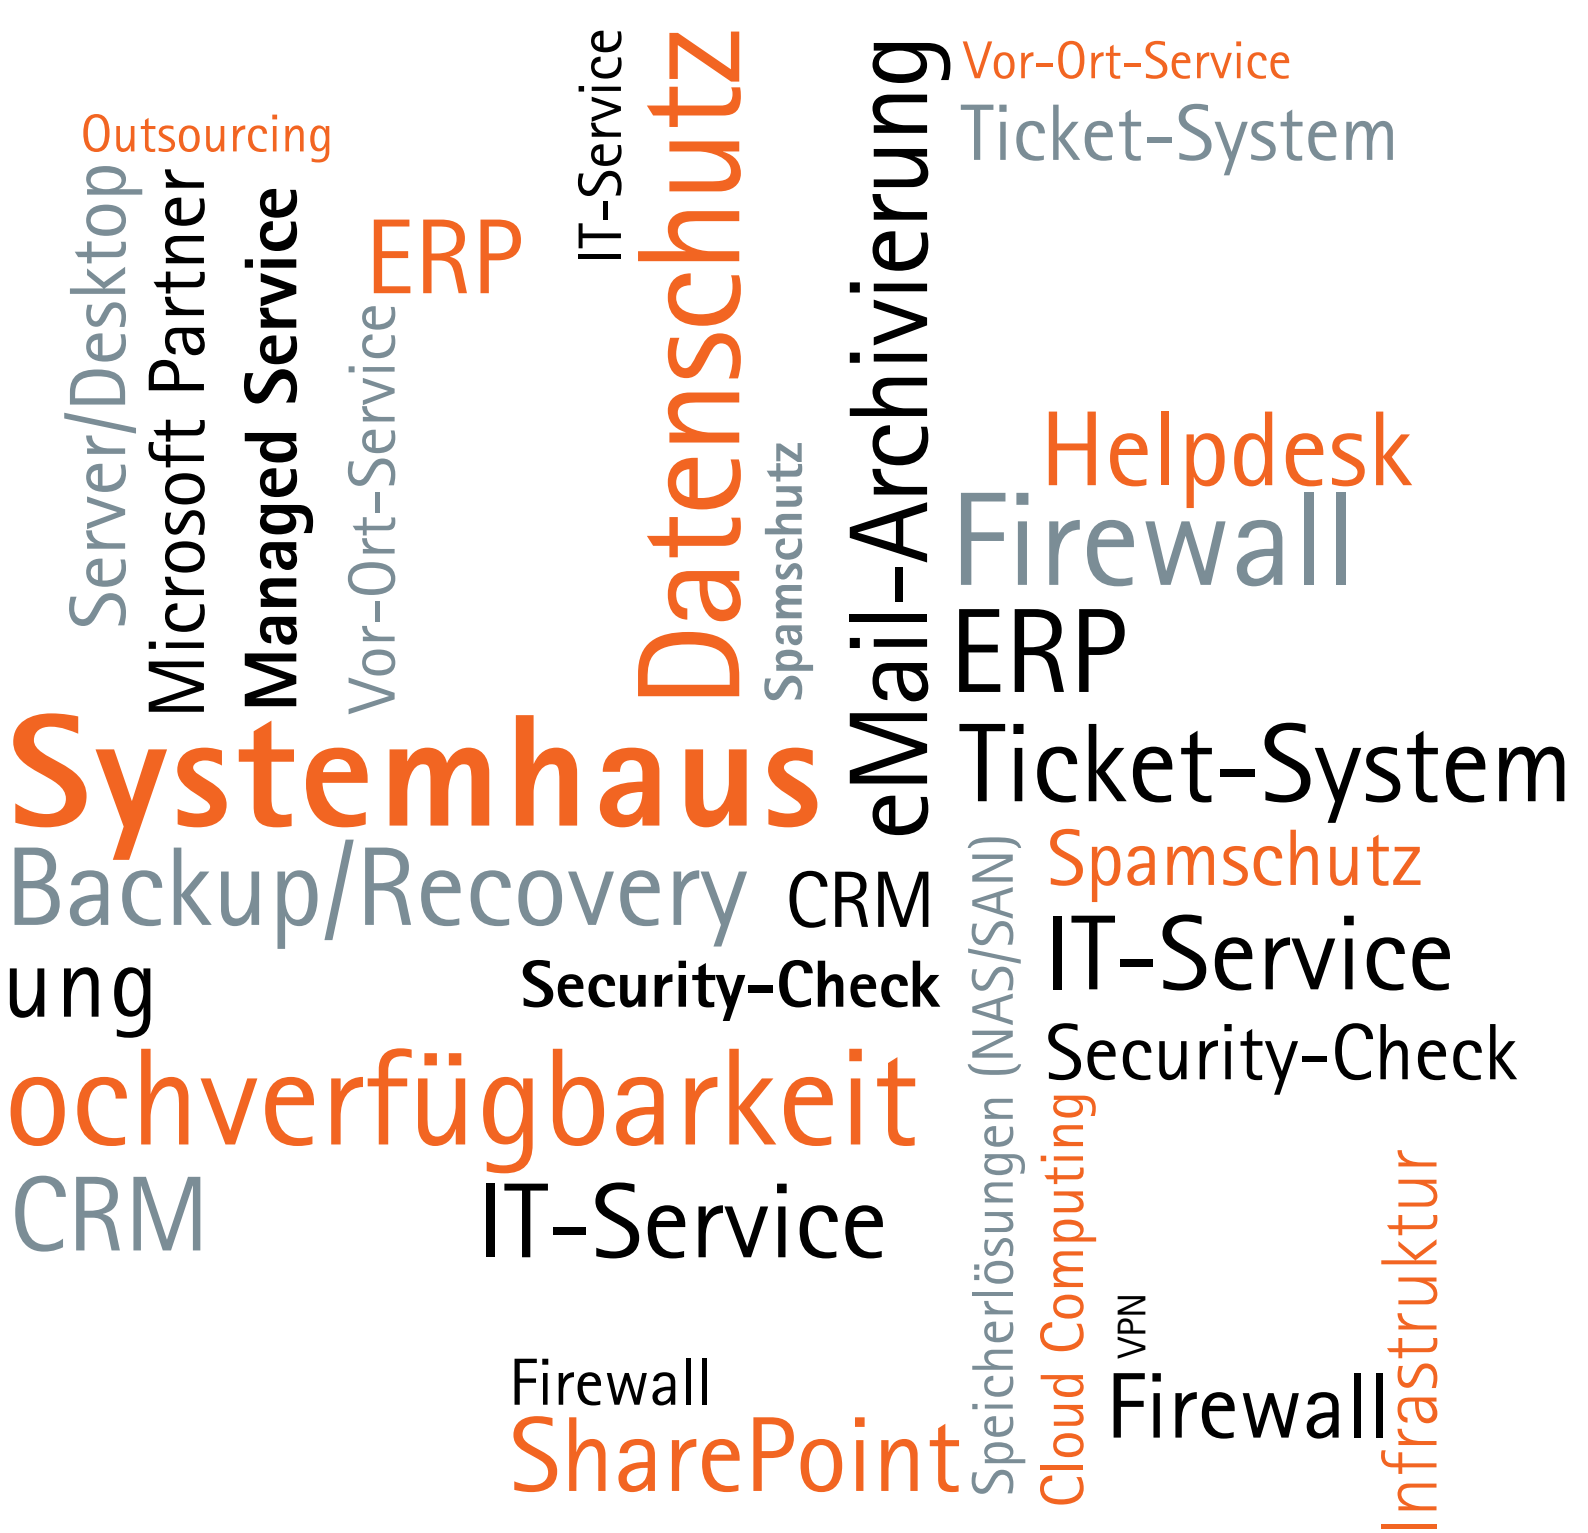 Outsourcing
Server/Desktop
Microsoft Partner
Managed Service
ERP
Vor-Ort-Service
IT-Service
Datenschutz
Spamschutz
eMail-Archivierung
Vor-Ort-Service
Ticket-System
Helpdesk
Firewall
ERP
Ticket-System
Systemhaus
Backup/Recovery
CRM
ung
Security-Check
ochverfügbarkeit
CRM
IT-Service
Spamschutz
IT-Service
Security-Check
Speicherlösungen (NAS/SAN)
Cloud Computing
VPN
Firewall
Infrastruktur
Firewall
SharePoint